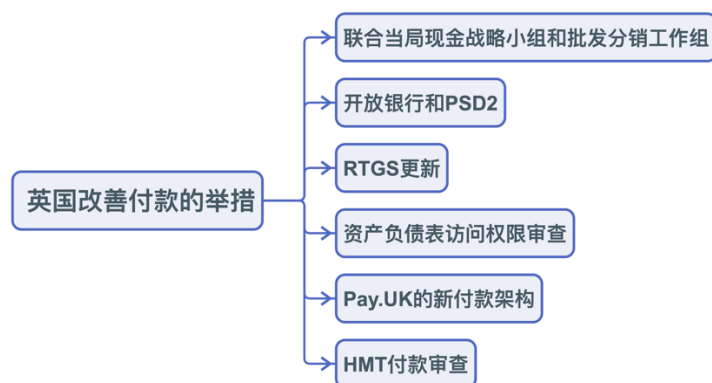 联合当局现金战略小组和批发分销工作组
开放银行和PSD2
RTGS更新
英国改善付款的举措
资产负债表访问权限审查
Pay.UK的新付款架构
HMT付款审查